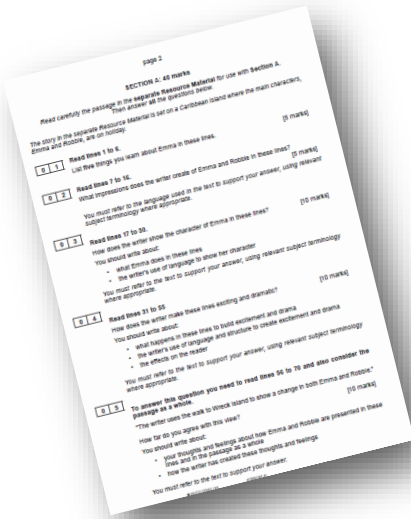 page 2
SECTION A: 40 marks
Read carefully the passage in the separate Resource Material for use with Section A.
Then answer all the questions below.
The story in the separate Resource Material is set on a Caribbean island where the main characters,
Emma and Robbie, are on holiday.
0 1 Read lines 1 to 6.
List five things you learn about Emma in these lines.
[5 marks]
0 2 Read lines 7 to 16.
What impressions does the writer create of Emma and Robbie in these lines?
[5 marks]
You must refer to the language used in the text to support your answer, using relevant
subject terminology where appropriate.
0 3 Read lines 17 to 30.
How does the writer show the character of Emma in these lines?
[10 marks]
You should write about:
• what Emma does in these lines
• the writer's use of language to show her character
You must refer to the text to support your answer, using relevant subject terminology
where appropriate.
0 4 Read lines 31 to 55
How does the writer make these lines exciting and dramatic?
[10 marks]
You should write about:
• what happens in these lines to build excitement and drama
• the writer's use of language and structure to create excitement and drama
• the effects on the reader
You must refer to the text to support your answer, using relevant subject terminology
where appropriate.
0 5 To answer this question you need to read lines 56 to 78 and also consider the
passage as a whole.
"The writer uses the walk to Wreck Island to show a change in both Emma and Robbie."
How far do you agree with this view?
[10 marks]
You should write about:
• your thoughts and feelings about how Emma and Robbie are presented in these
lines and in the passage as a whole
• how the writer has created these thoughts and feelings
You must refer to the text to support your answer.